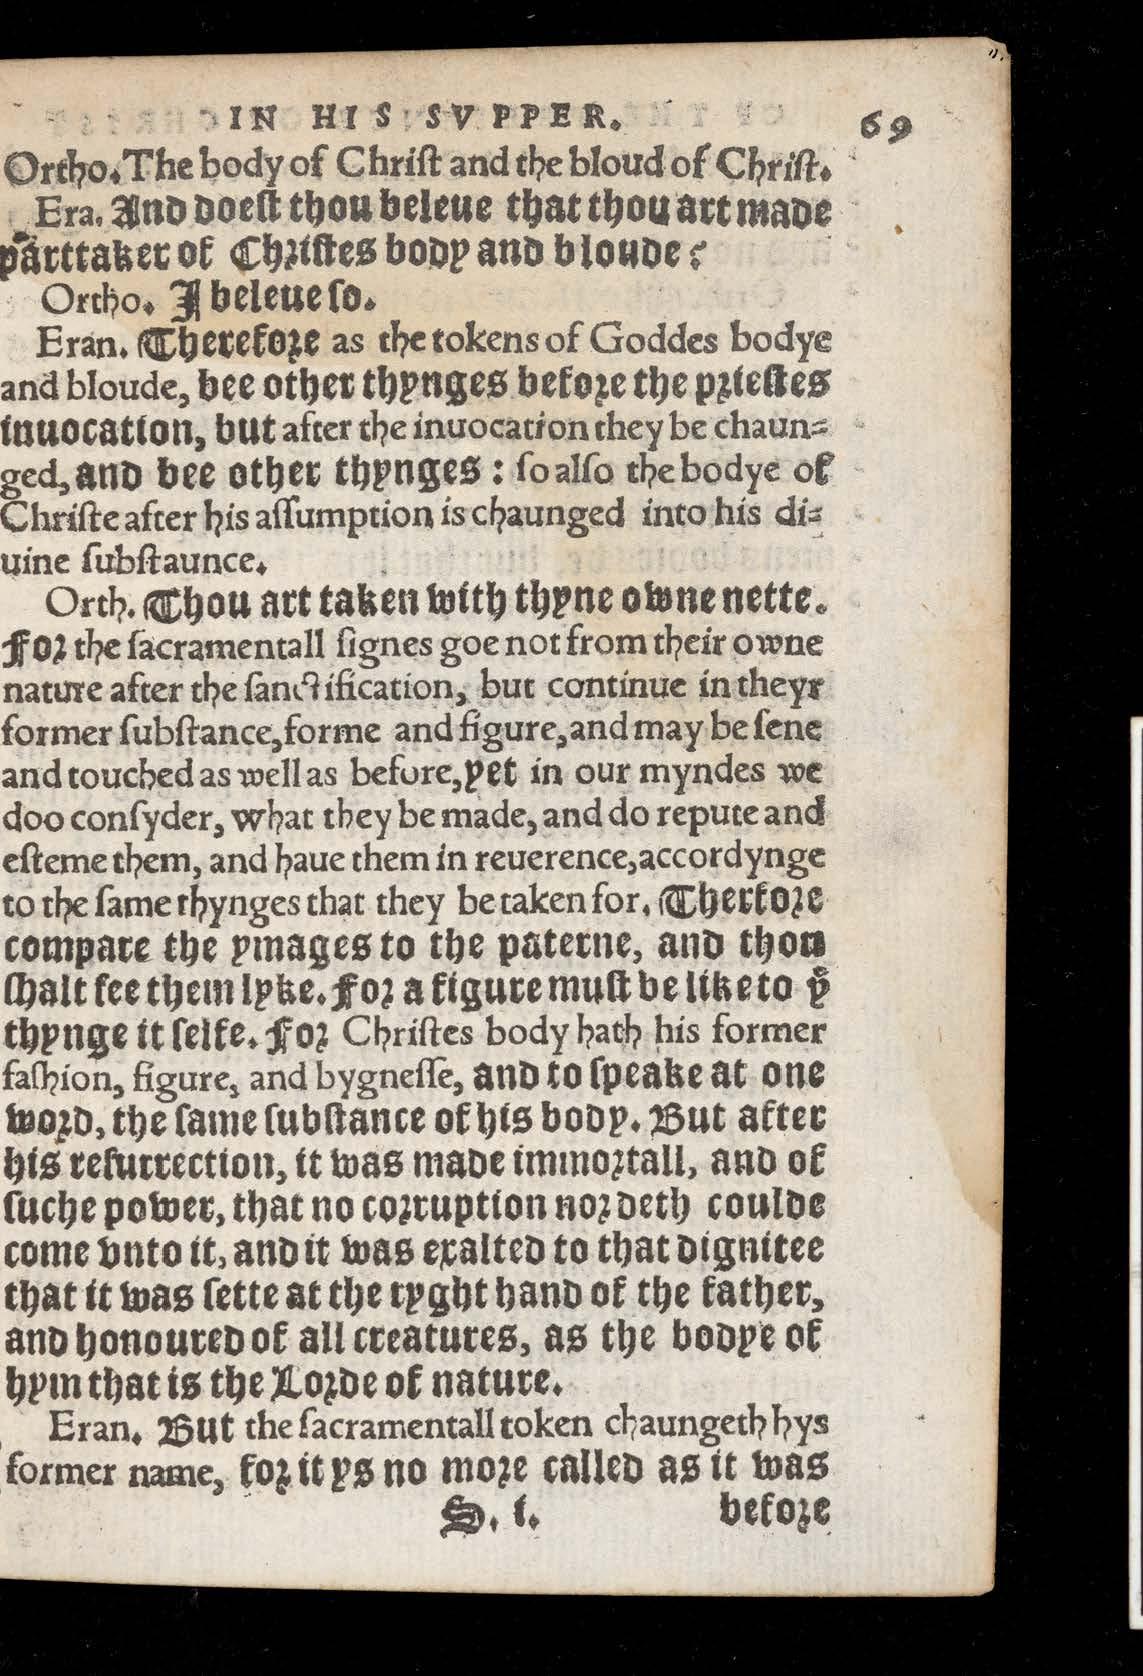 IN HIS SVPPER. 69
Ortho. The body of Chriſt and the bloud of Chriſt.
Era. And doeſt thou beleue that thou art made
parttaker of Chriſtes body and bloude?
Ortho. I beleue ſo.
Eran. Therefore as the tokens of Goddes bodye
and bloude, bee other thynges before the prieſtes
inuocation, but after the inuocation they be chaun-
ged, and bee other thynges: ſo alſo the bodye of
Chriſte after his aſſumption is chaunged into his di-
uine ſubſtaunce.
Orth. Thou art taken with thyne owne nette.
For the ſacramentall ſignes goe not from their owne
nature after the ſanctification, but continue in theyr
former ſubſtance, forme and figure, and may be ſene
and touched as well as before, yet in our myndes we
doo conſyder, what they be made, and do repute and
eſteme them, and haue them in reuerence, accordynge
to the ſame thynges that they be taken for. Therfore
compare the ymages to the paterne, and thou
ſhalt ſee them lyke. For a figure muſt be like to yͤ
thynge it ſelfe. For Chriſtes body hath his former
faſhion, figure, and bygneſſe, and to ſpeake at one
word, the ſame ſubſtance of his body. But after
his reſurrection, it was made immortall, and of
ſuche power, that no corruption nor deth coulde
come vnto it, and it was exalted to that dignitee
that it was ſette at the ryght hand of the father,
and honoured of all creatures, as the bodye of
hym that is the Lorde of nature.
Eran. But the ſacramentall token chaungeth hys
former name, for it ys no more called as it was
S. i. before